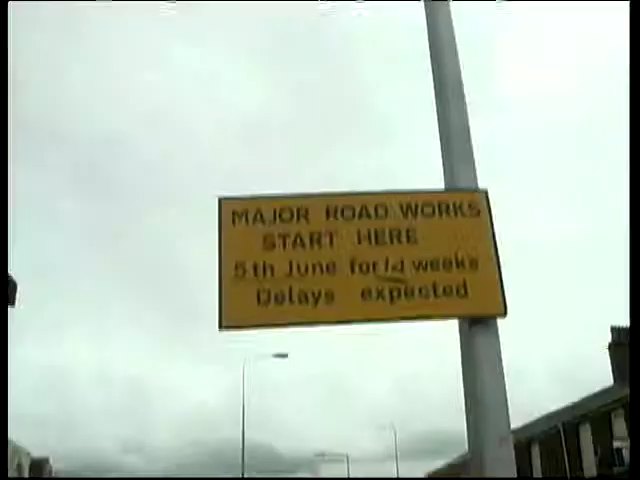 MAJOR ROAD WORKS
START HERE
5th June for 14 weeks
Delays expected